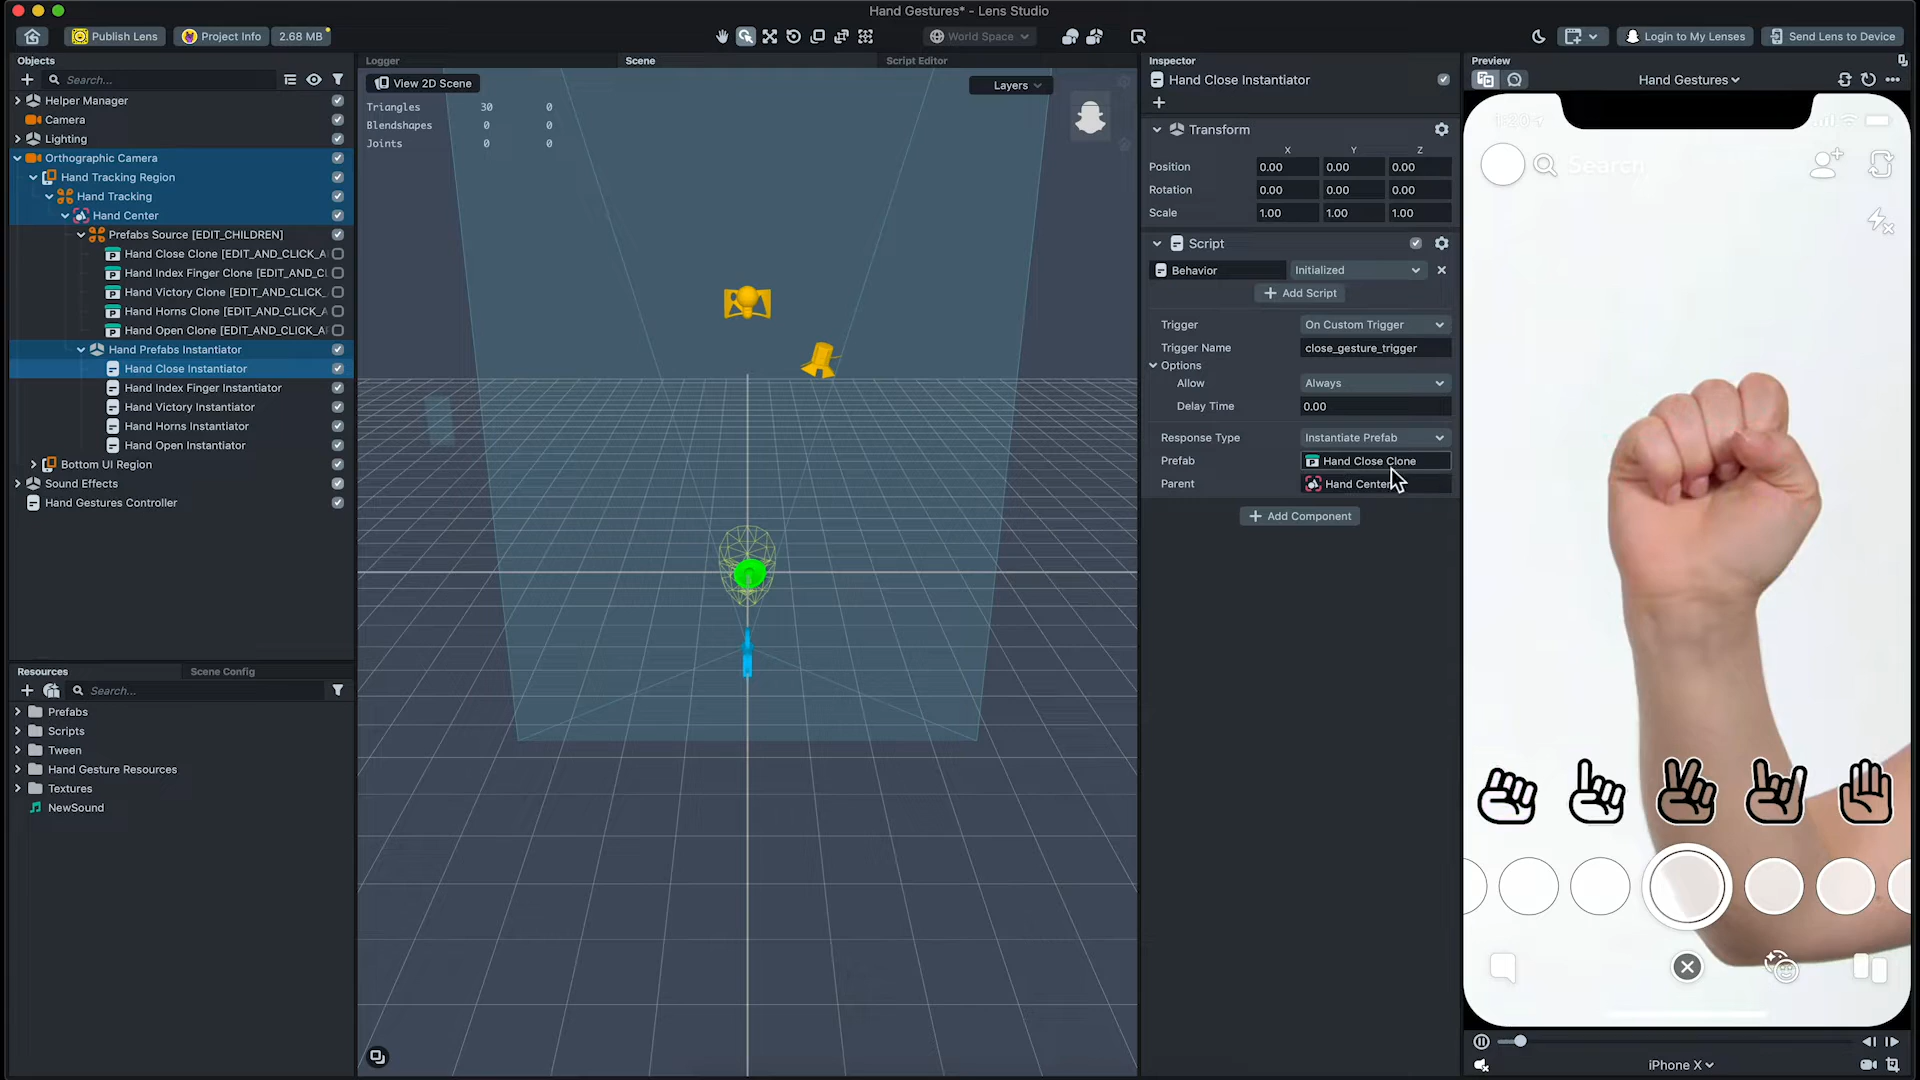 Hand Gestures* - Lens Studio
Publish Lens
Project Info
2.68 MB
World Space
Login to My Lenses
Send Lens to Device
Objects
Search...
Helper Manager
Camera
Lighting
Orthographic Camera
Hand Tracking Region
Hand Tracking
Hand Center
Prefabs Source [EDIT_CHILDREN]
Hand Close Clone [EDIT_AND_CLICK_A
Hand Index Finger Clone [EDIT_AND_CL
Hand Victory Clone [EDIT_AND_CLICK_
Hand Horns Clone [EDIT_AND_CLICK_A
Hand Open Clone [EDIT_AND_CLICK_AF
Hand Prefabs Instantiator
Hand Close Instantiator
Hand Index Finger Instantiator
Hand Victory Instantiator
Hand Horns Instantiator
Hand Open Instantiator
Bottom UI Region
Sound Effects
Hand Gestures Controller
Resources
Scene Config
Search...
Prefabs
Scripts
Tween
Hand Gesture Resources
Textures
NewSound
Logger
Scene
Script Editor
View 2D Scene
Layers
Triangles 30 0
Blendshapes 0 0
Joints 0 0
Inspector
Hand Close Instantiator
Transform
X Y Z
Position 0.00 0.00 0.00
Rotation 0.00 0.00 0.00
Scale 1.00 1.00 1.00
Script
Behavior Initialized
Add Script
Trigger On Custom Trigger
Trigger Name close_gesture_trigger
Options
Allow Always
Delay Time 0.00
Response Type Instantiate Prefab
Prefab P Hand Close Clone
Parent Hand Center
Add Component
Preview
Hand Gestures
Search
iPhone X